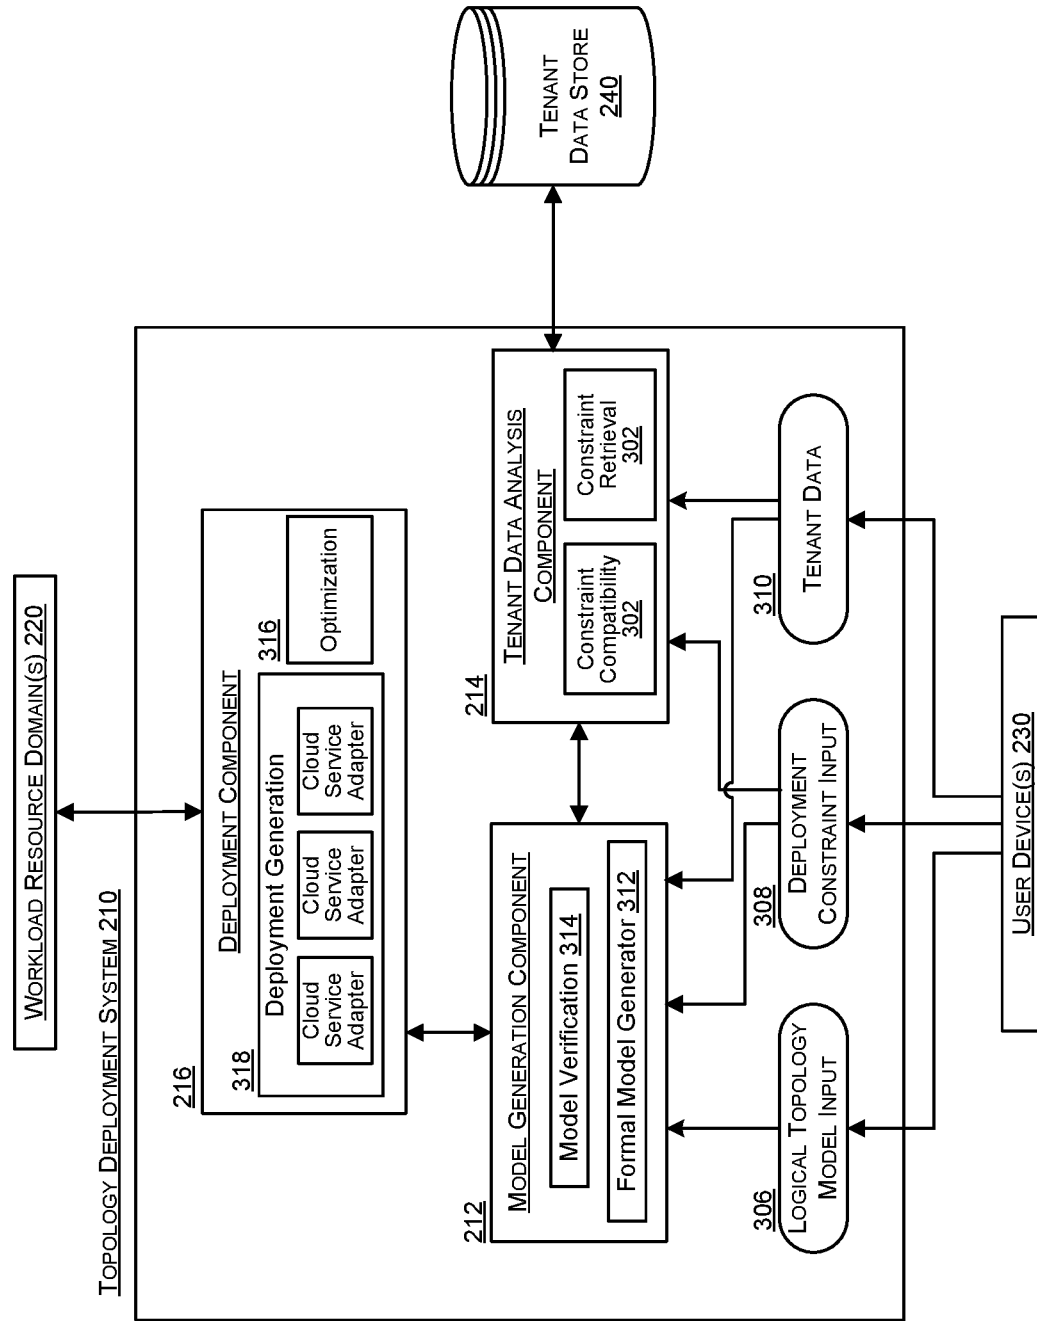 WORKLOAD RESOURCE DOMAIN(S) 220
TOPOLOGY DEPLOYMENT SYSTEM 210
216
DEPLOYMENT COMPONENT
318
Deployment Generation
Cloud
Service
Adapter
Cloud
Service
Adapter
Cloud
Service
Adapter
316
Optimization
212
MODEL GENERATION COMPONENT
Model Verification 314
Formal Model Generator 312
214
TENANT DATA ANALYSIS
COMPONENT
Constraint
Compatibility
302
Constraint
Retrieval
302
TENANT
DATA STORE
240
306
LOGICAL TOPOLOGY
MODEL INPUT
308
DEPLOYMENT
CONSTRAINT INPUT
310
TENANT DATA
USER DEVICE(S) 230